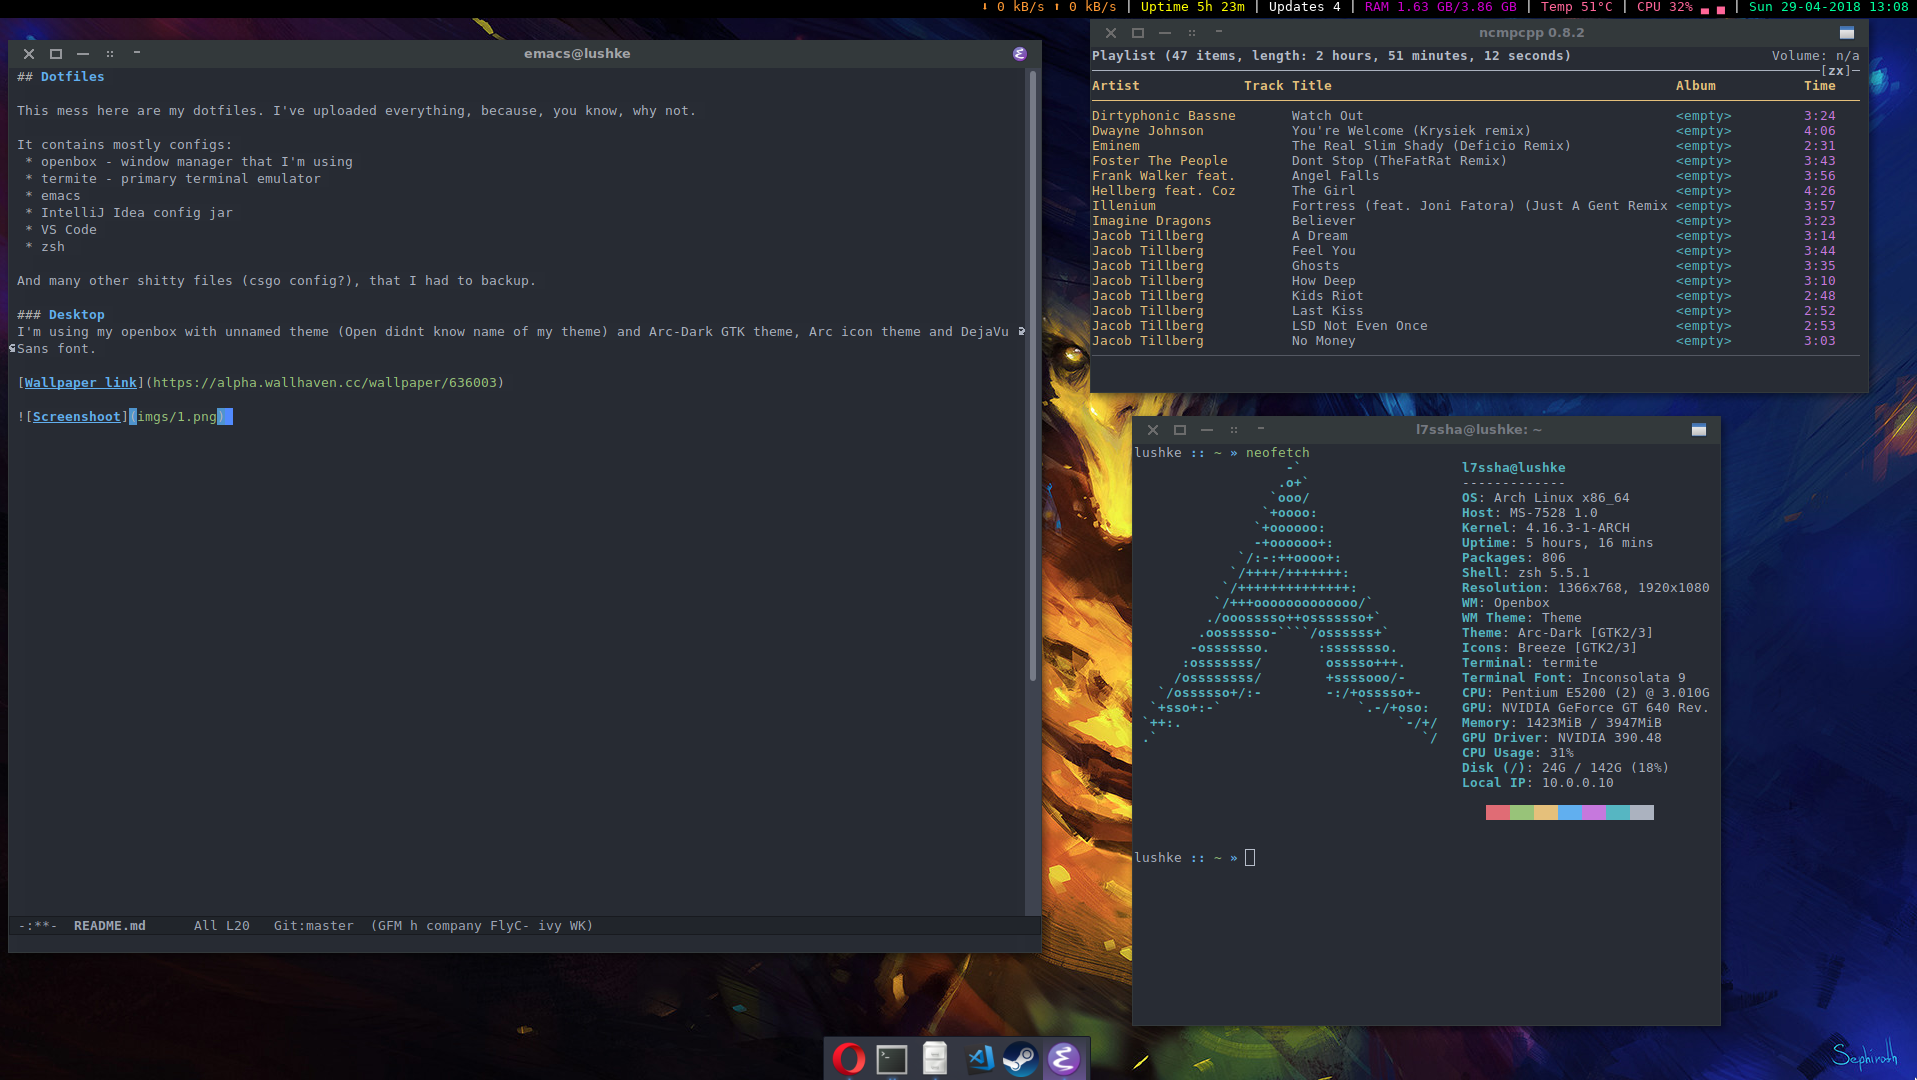 ⬇ 0 kB/s ⬆ 0 kB/s | Uptime 5h 23m | Updates 4 | RAM 1.63 GB/3.86 GB | Temp 51°C | CPU 32% | Sun 29-04-2018 13:08
emacs@lushke
## Dotfiles
This mess here are my dotfiles. I've uploaded everything, because, you know, why not.
It contains mostly configs:
* openbox - window manager that I'm using
* termite - primary terminal emulator
* emacs
* IntelliJ Idea config jar
* VS Code
* zsh
And many other shitty files (csgo config?), that I had to backup.
### Desktop
I'm using my openbox with unnamed theme (Open didnt know name of my theme) and Arc-Dark GTK theme, Arc icon theme and DejaVu
Sans font.
[Wallpaper link](https://alpha.wallhaven.cc/wallpaper/636003)
![Screenshoot](imgs/1.png)
-:**-  README.md      All L20   Git:master  (GFM h company FlyC- ivy WK)
ncmpcpp 0.8.2
Playlist (47 items, length: 2 hours, 51 minutes, 12 seconds) Volume: n/a
[zx]
Artist Track Title Album Time
Dirtyphonic Bassne Watch Out <empty> 3:24
Dwayne Johnson You're Welcome (Krysiek remix) <empty> 4:06
Eminem The Real Slim Shady (Deficio Remix) <empty> 2:31
Foster The People Dont Stop (TheFatRat Remix) <empty> 3:43
Frank Walker feat. Angel Falls <empty> 3:56
Hellberg feat. Coz The Girl <empty> 4:26
Illenium Fortress (feat. Joni Fatora) (Just A Gent Remix <empty> 3:57
Imagine Dragons Believer <empty> 3:23
Jacob Tillberg A Dream <empty> 3:14
Jacob Tillberg Feel You <empty> 3:44
Jacob Tillberg Ghosts <empty> 3:35
Jacob Tillberg How Deep <empty> 3:10
Jacob Tillberg Kids Riot <empty> 2:48
Jacob Tillberg Last Kiss <empty> 2:52
Jacob Tillberg LSD Not Even Once <empty> 2:53
Jacob Tillberg No Money <empty> 3:03
l7ssha@lushke: ~
lushke :: ~ » neofetch
l7ssha@lushke
-------------
OS: Arch Linux x86_64
Host: MS-7528 1.0
Kernel: 4.16.3-1-ARCH
Uptime: 5 hours, 16 mins
Packages: 806
Shell: zsh 5.5.1
Resolution: 1366x768, 1920x1080
WM: Openbox
WM Theme: Theme
Theme: Arc-Dark [GTK2/3]
Icons: Breeze [GTK2/3]
Terminal: termite
Terminal Font: Inconsolata 9
CPU: Pentium E5200 (2) @ 3.010G
GPU: NVIDIA GeForce GT 640 Rev.
Memory: 1423MiB / 3947MiB
GPU Driver: NVIDIA 390.48
CPU Usage: 31%
Disk (/): 24G / 142G (18%)
Local IP: 10.0.0.10
lushke :: ~ »
Sephiroth